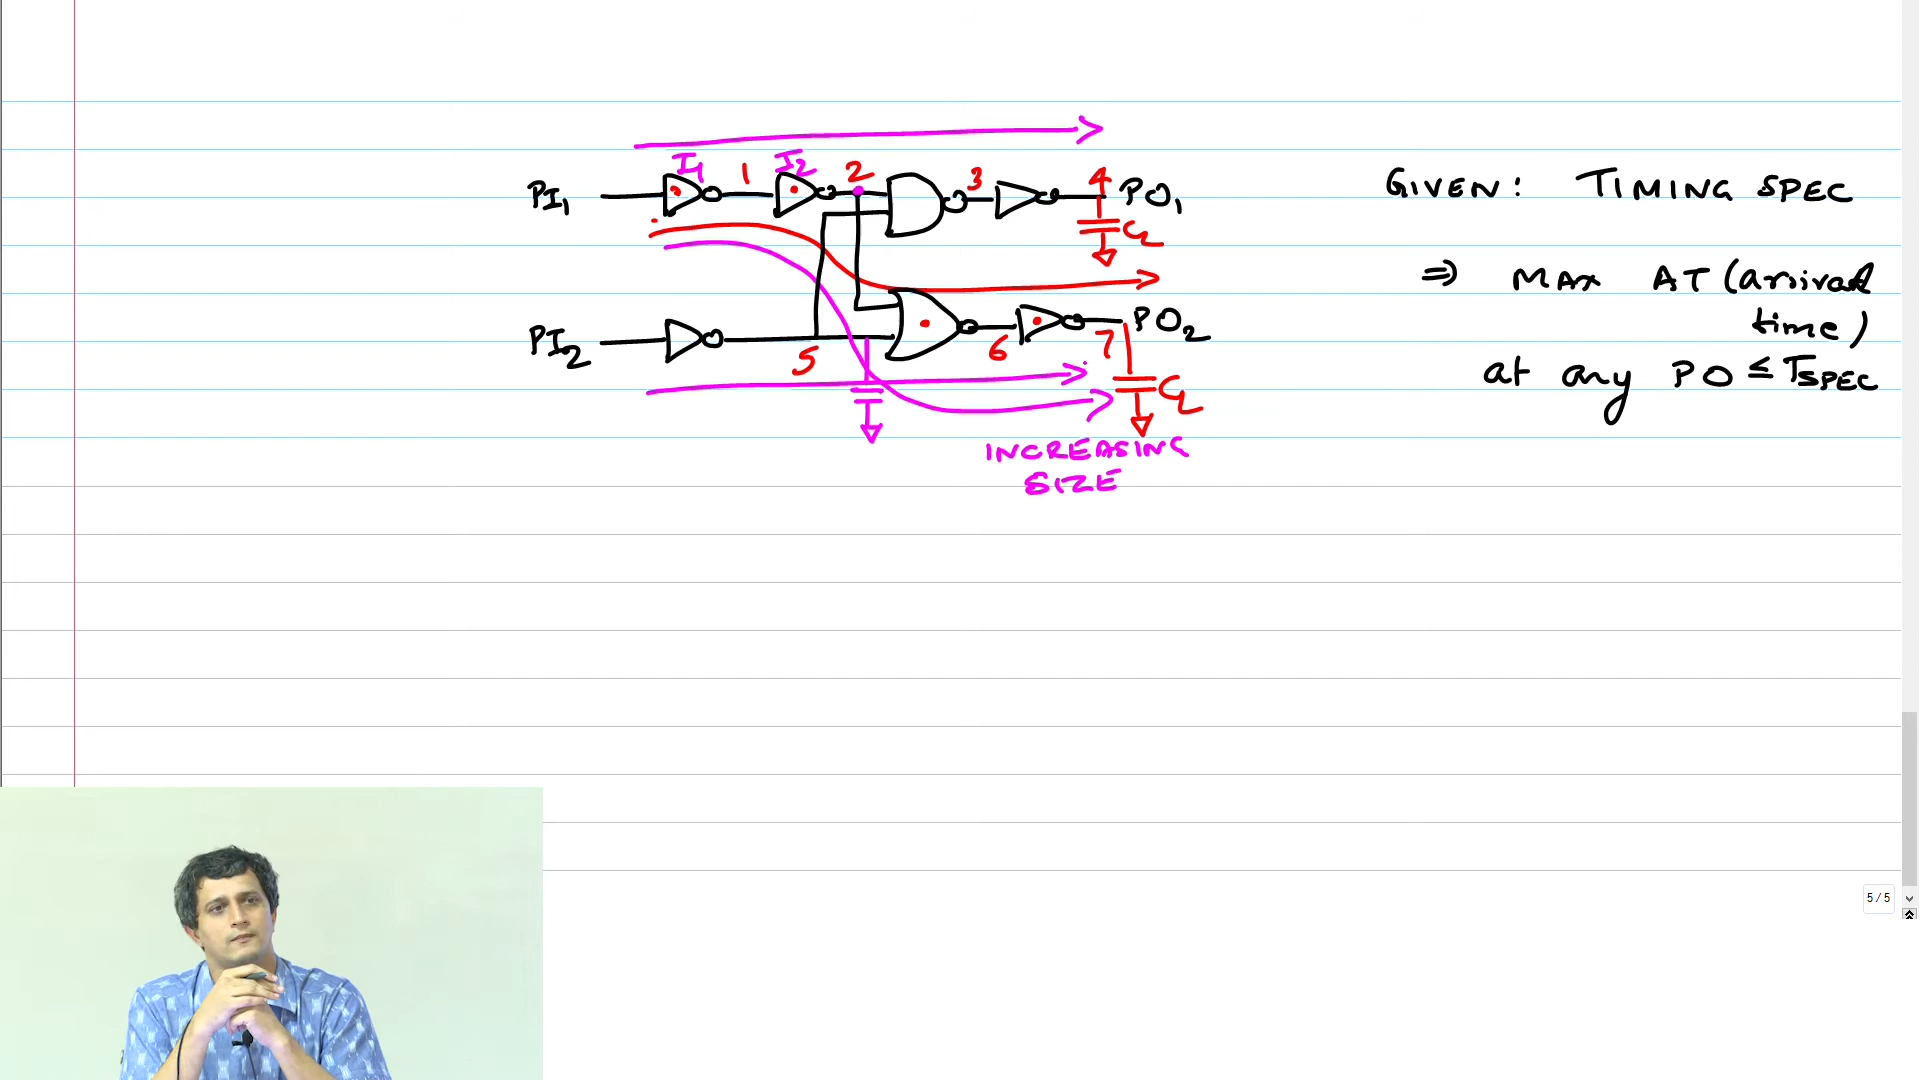 I1 1 I2 2 3 4
PI1 PO1
CL
PI2 PO2
5 6 7
CL
INCREASING
SIZE
GIVEN: TIMING SPEC
⇒ MAX AT (arrival
time)
at any PO ≤ TSPEC
5 / 5